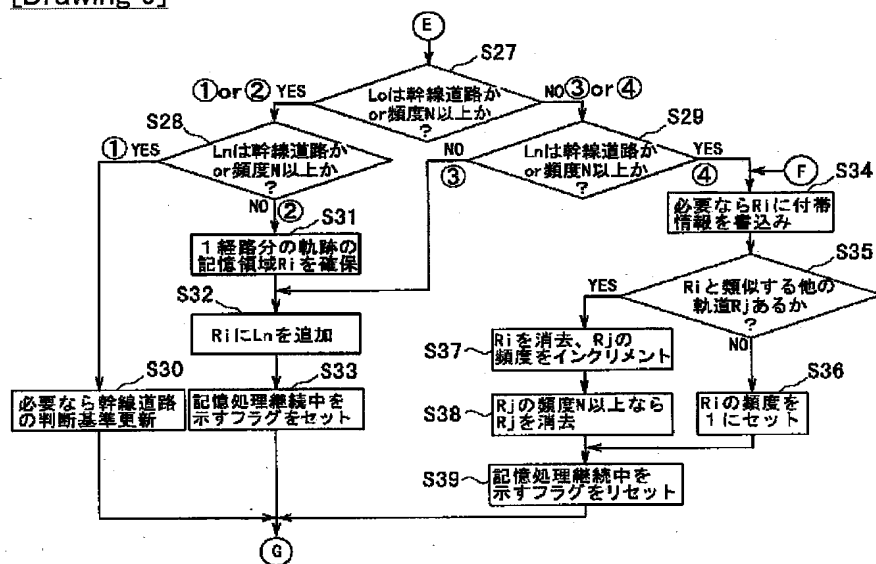 E
S27
①or② YES
Loは幹線道路か
or頻度N以上か
?
NO③or④
S28
① YES
Lnは幹線道路か
or頻度N以上か
?
NO ②
S29
NO
③
Lnは幹線道路か
or頻度N以上か
?
YES
④
F
S34
必要ならRiに付帯
情報を書込み
S31
1経路分の軌跡の
記憶領域Riを確保
S35
YES
Riと類似する他の
軌道Rjあるか
?
NO
S32
RiにLnを追加
S37
Riを消去、Rjの
頻度をインクリメント
S30
必要なら幹線道路
の判断基準更新
S33
記憶処理継続中を
示すフラグをセット
S38
Rjの頻度N以上なら
Rjを消去
S36
Riの頻度を
1にセット
S39
記憶処理継続中を
示すフラグをリセット
G